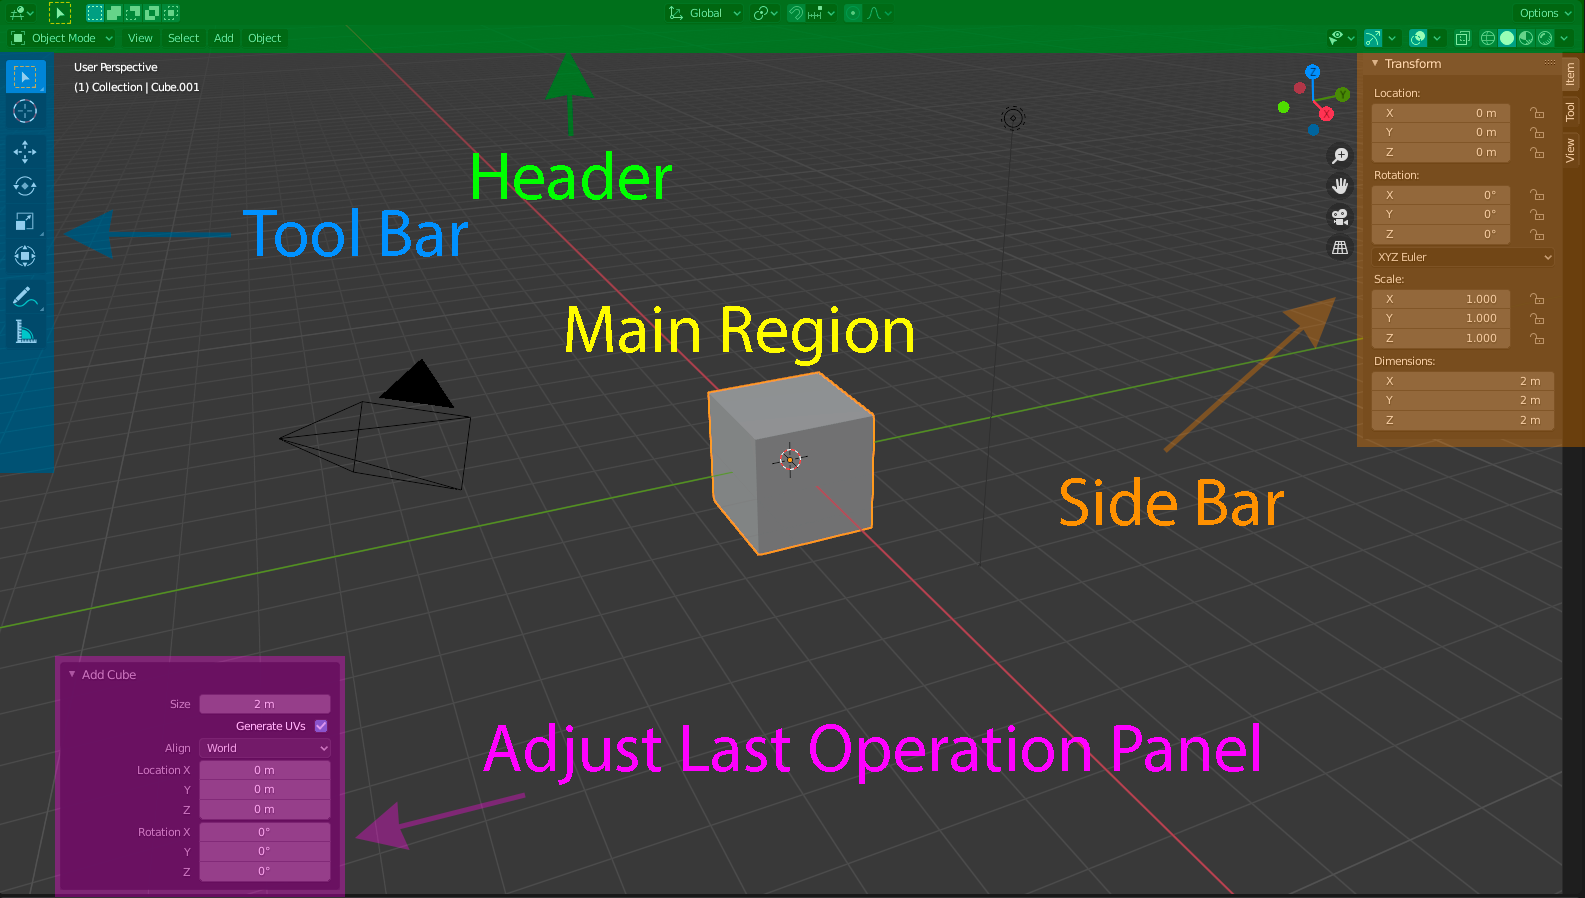 Global
Options
Object Mode View Select Add Object
User Perspective
(1) Collection | Cube.001
Header
Tool Bar
Main Region
Side Bar
Adjust Last Operation Panel
Z
Y
X
Transform
Location:
X 0 m
Y 0 m
Z 0 m
Rotation:
X 0°
Y 0°
Z 0°
XYZ Euler
Scale:
X 1.000
Y 1.000
Z 1.000
Dimensions:
X 2 m
Y 2 m
Z 2 m
Item
Tool
View
Add Cube
Size 2 m
Generate UVs
Align World
Location X 0 m
Y 0 m
Z 0 m
Rotation X 0°
Y 0°
Z 0°